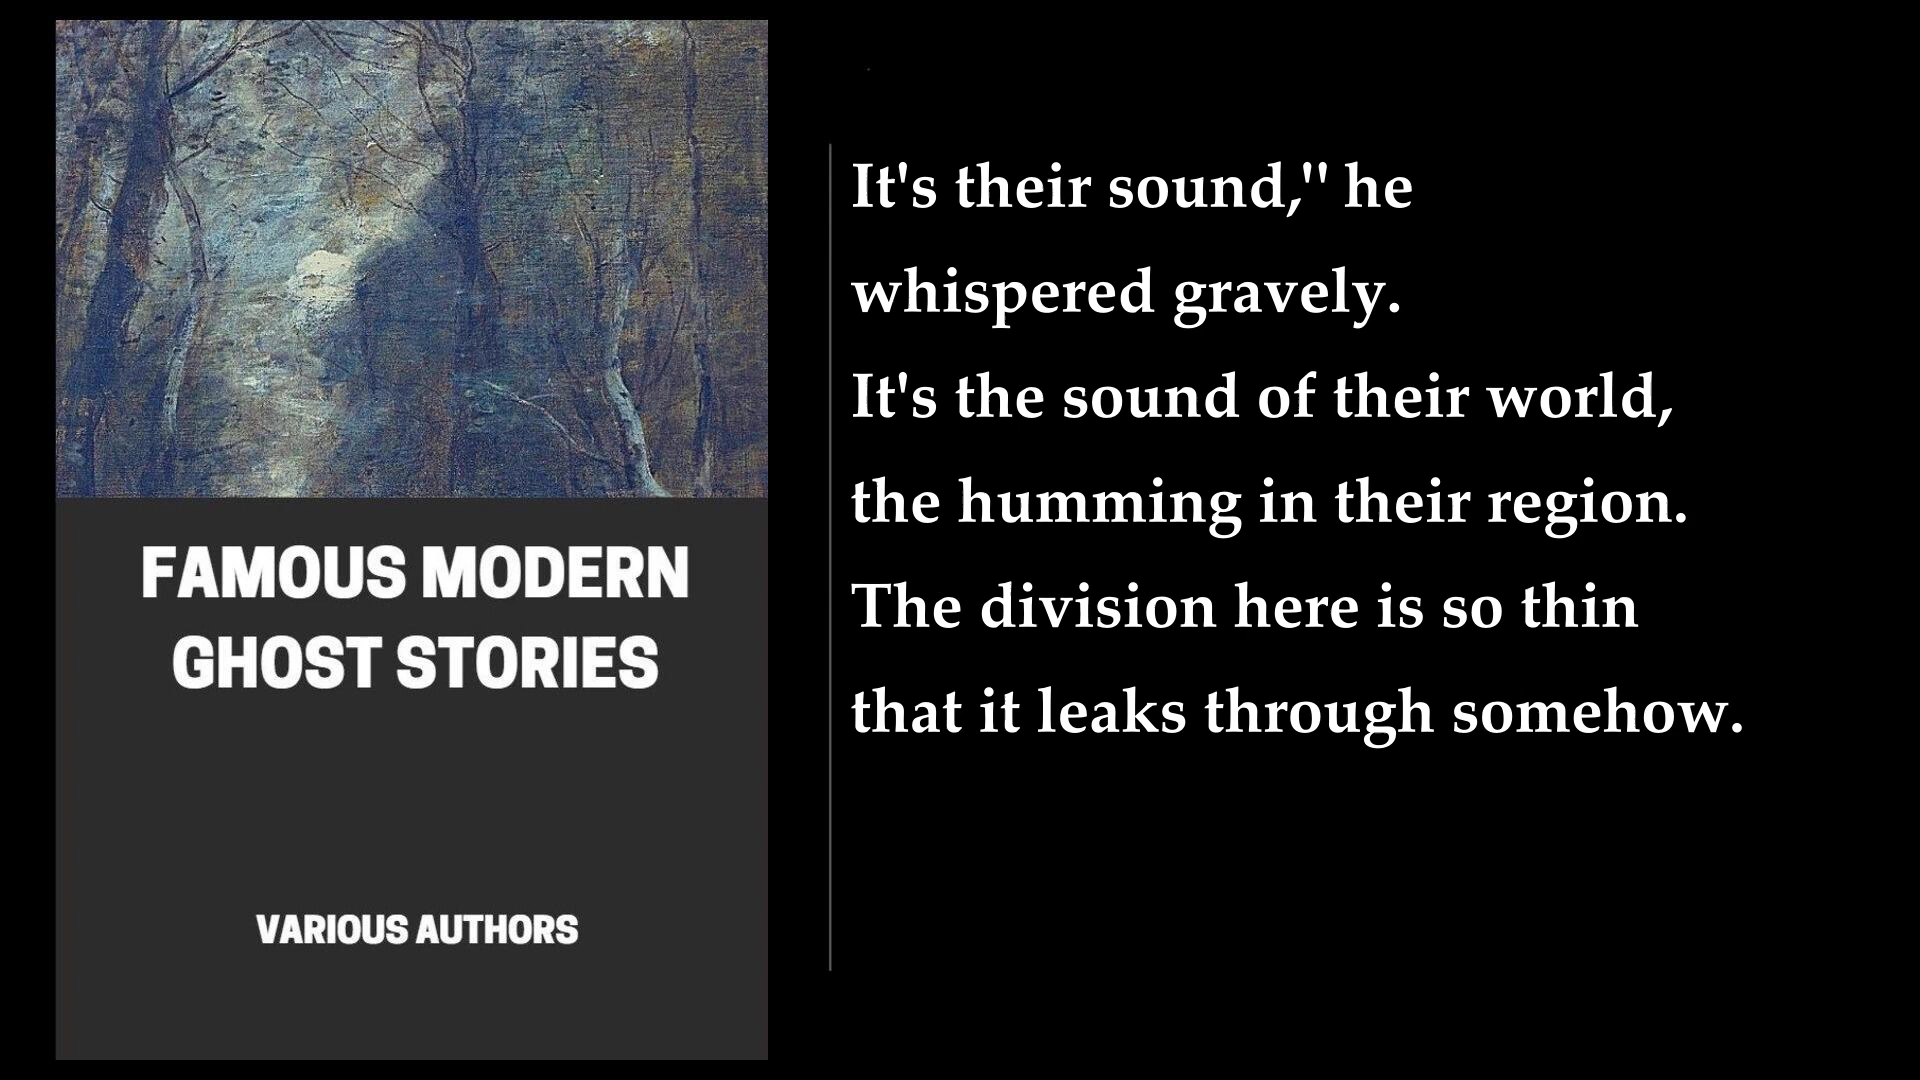 FAMOUS MODERN
GHOST STORIES
VARIOUS AUTHORS
It's their sound," he
whispered gravely.
It's the sound of their world,
the humming in their region.
The division here is so thin
that it leaks through somehow.